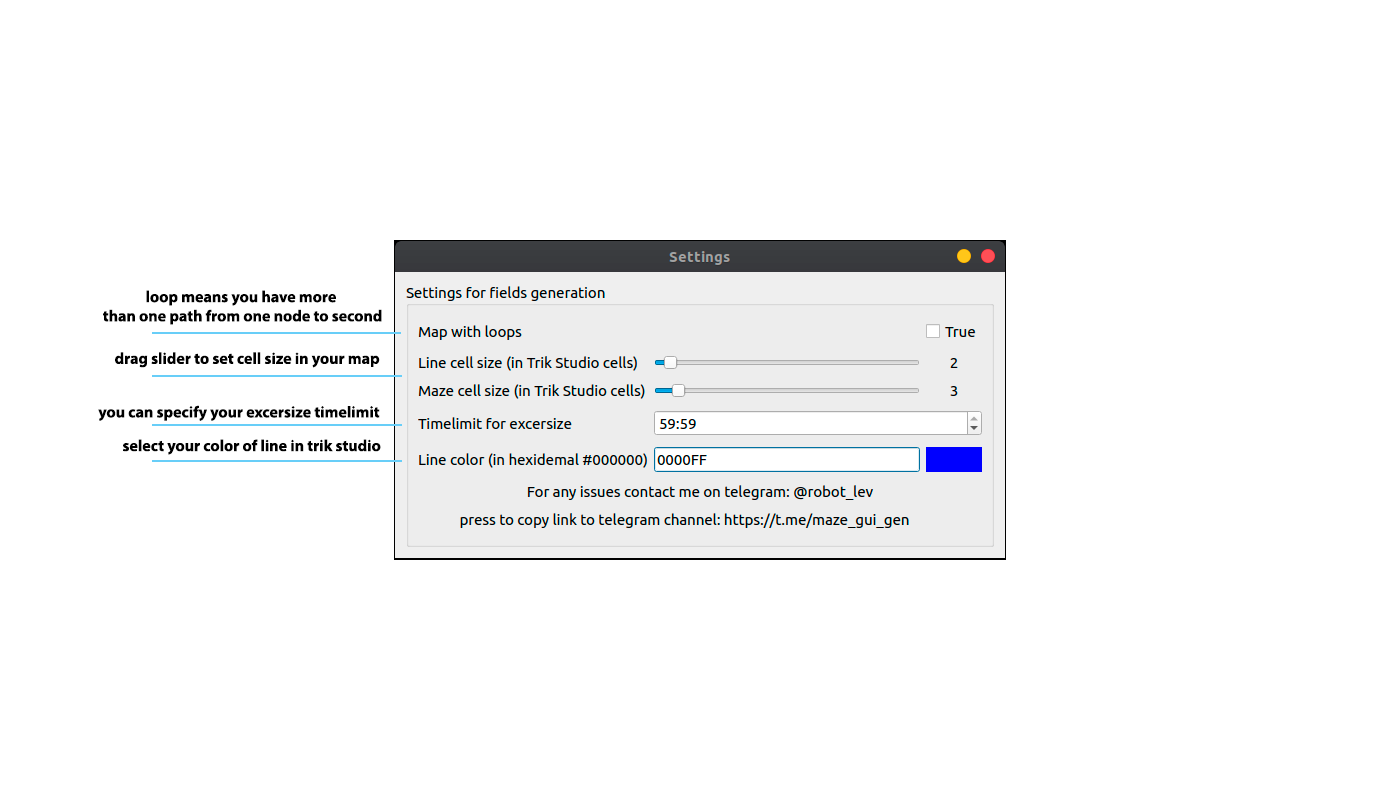 Settings
Settings for fields generation
loop means you have more
than one path from one node to second
Map with loops
True
drag slider to set cell size in your map
Line cell size (in Trik Studio cells)
2
Maze cell size (in Trik Studio cells)
3
you can specify your excersize timelimit
Timelimit for excersize
59:59
select your color of line in trik studio
Line color (in hexidemal #000000)
0000FF
For any issues contact me on telegram: @robot_lev
press to copy link to telegram channel: https://t.me/maze_gui_gen